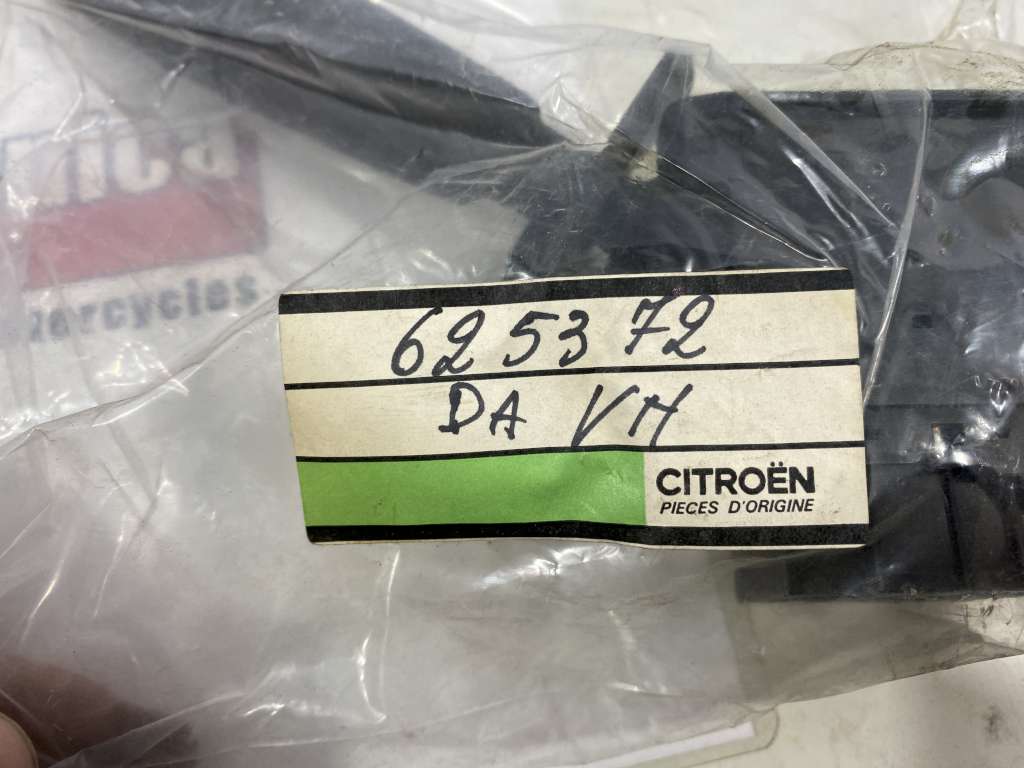 62 53 72
DA VH
CITROËN
PIECES D'ORIGINE